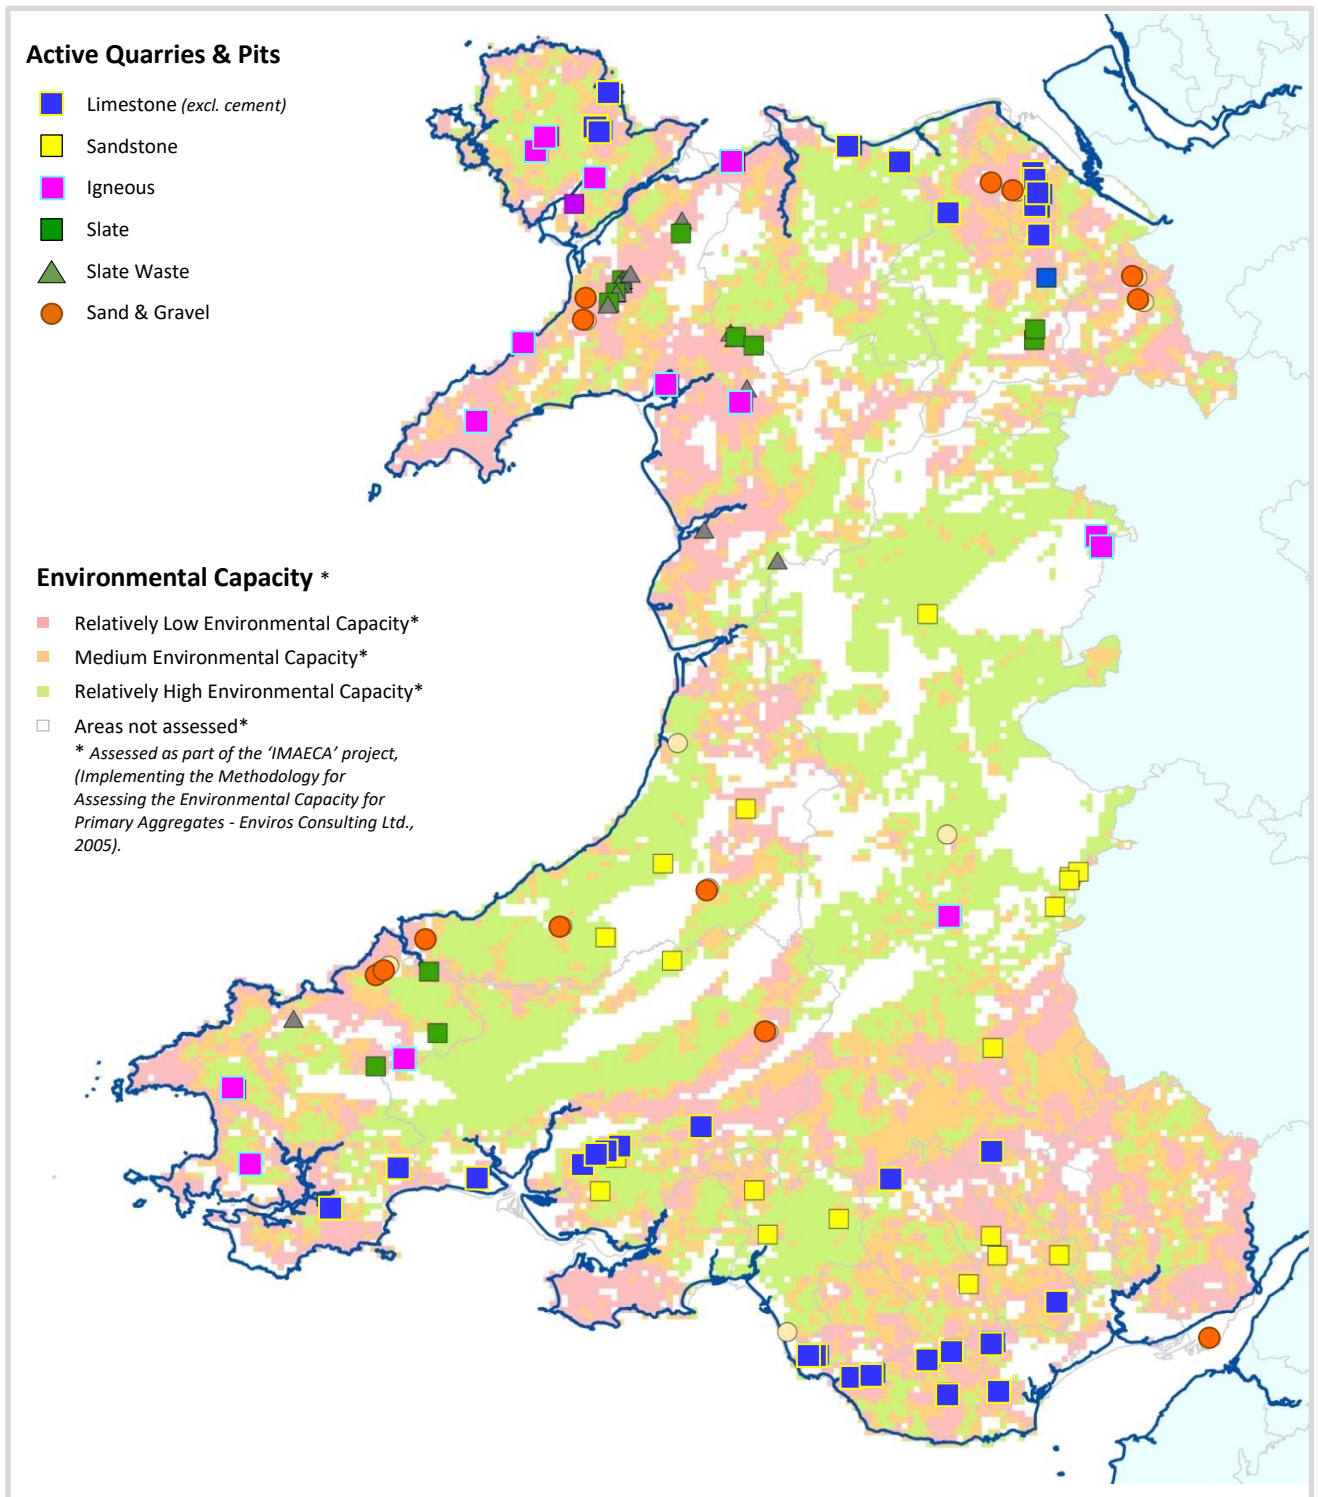 Active Quarries & Pits
Limestone (excl. cement)
Sandstone
Igneous
Slate
Slate Waste
Sand & Gravel
Environmental Capacity *
Relatively Low Environmental Capacity*
Medium Environmental Capacity*
Relatively High Environmental Capacity*
Areas not assessed*
* Assessed as part of the ‘IMAECA’ project,
(Implementing the Methodology for
Assessing the Environmental Capacity for
Primary Aggregates - Enviros Consulting Ltd.,
2005).